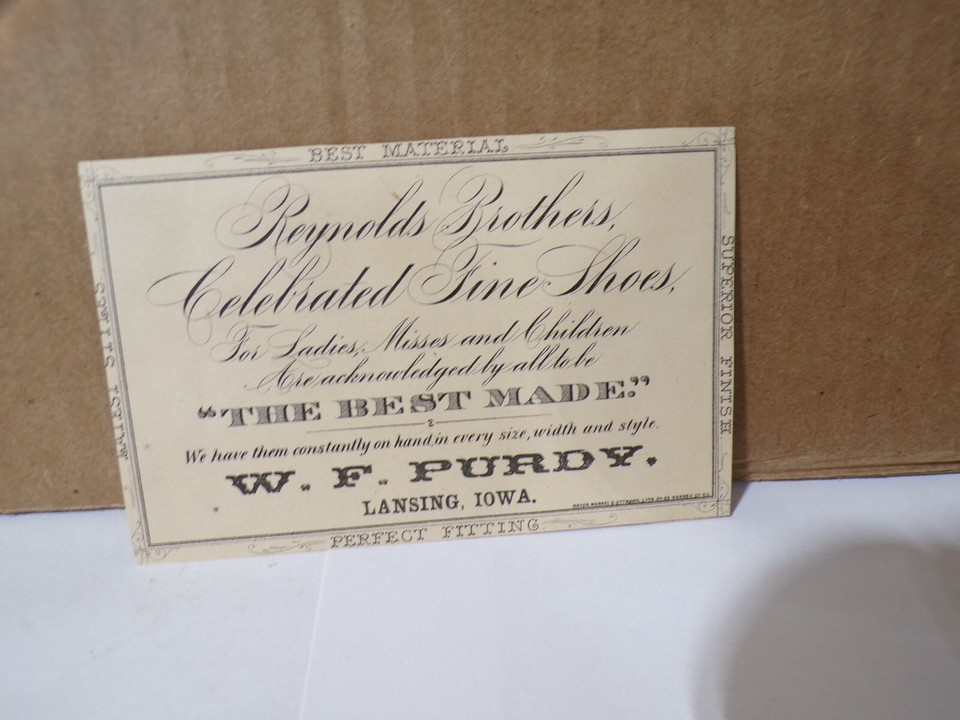 BEST MATERIAL
Reynolds Brothers,
Celebrated Fine Shoes,
For Ladies, Misses and Children
Are acknowledged by all to be
"THE BEST MADE."
We have them constantly on hand, in every size, width and style.
W. F. PURDY,
LANSING, IOWA.
PERFECT FITTING
LATEST STYLES
SUPERIOR FINISH